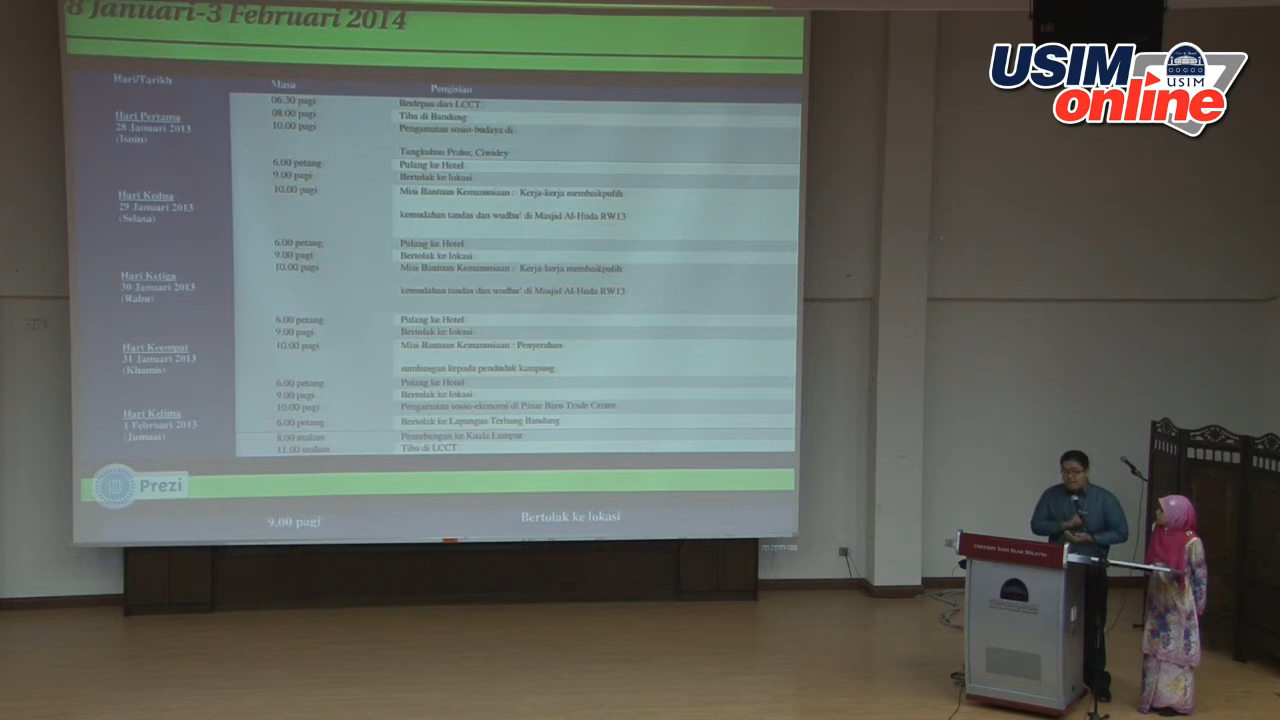 8 Januari-3 Februari 2014
USIM
USIM
online
Hari/Tarikh Masa Pengisian
Hari Pertama
28 Januari 2013
(Isnin)
06.30 pagi Berlepas dari LCCT
08.00 pagi Tiba di Bandung
10.00 pagi Pengamatan sosio-budaya di
Tangkuban Prahu, Ciwidey
6.00 petang Pulang ke Hotel
Hari Kedua
29 Januari 2013
(Selasa)
9.00 pagi Bertolak ke lokasi
10.00 pagi Misi Bantuan Kemanusiaan : Kerja-kerja membaikpulih
kemudahan tandas dan wudhu' di Masjid Al-Huda RW13
6.00 petang Pulang ke Hotel
Hari Ketiga
30 Januari 2013
(Rabu)
9.00 pagi Bertolak ke lokasi
10.00 pagi Misi Bantuan Kemanusiaan : Kerja-kerja membaikpulih
kemudahan tandas dan wudhu' di Masjid Al-Huda RW13
6.00 petang Pulang ke Hotel
Hari Keempat
31 Januari 2013
(Khamis)
9.00 pagi Bertolak ke lokasi
10.00 pagi Misi Bantuan Kemanusiaan : Penyerahan
sumbangan kepada penduduk kampung
6.00 petang Pulang ke Hotel
Hari Kelima
1 Februari 2013
(Jumaat)
9.00 pagi Bertolak ke lokasi
10.00 pagi Pengamatan sosio-ekonomi di Pasar Baru Trade Centre
6.00 petang Bertolak ke Lapangan Terbang Bandung
8.00 malam Penerbangan ke Kuala Lumpur
11.00 malam Tiba di LCCT
Prezi
9.00 pagi Bertolak ke lokasi
UNIVERSITI SAINS ISLAM MALAYSIA